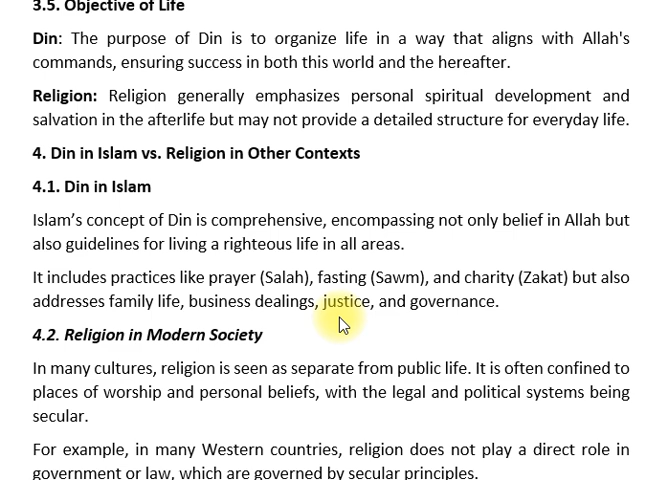 3.5. Objective of Life
Din: The purpose of Din is to organize life in a way that aligns with Allah's
commands, ensuring success in both this world and the hereafter.
Religion: Religion generally emphasizes personal spiritual development and
salvation in the afterlife but may not provide a detailed structure for everyday life.
4. Din in Islam vs. Religion in Other Contexts
4.1. Din in Islam
Islam’s concept of Din is comprehensive, encompassing not only belief in Allah but
also guidelines for living a righteous life in all areas.
It includes practices like prayer (Salah), fasting (Sawm), and charity (Zakat) but also
addresses family life, business dealings, justice, and governance.
4.2. Religion in Modern Society
In many cultures, religion is seen as separate from public life. It is often confined to
places of worship and personal beliefs, with the legal and political systems being
secular.
For example, in many Western countries, religion does not play a direct role in
government or law, which are governed by secular principles.